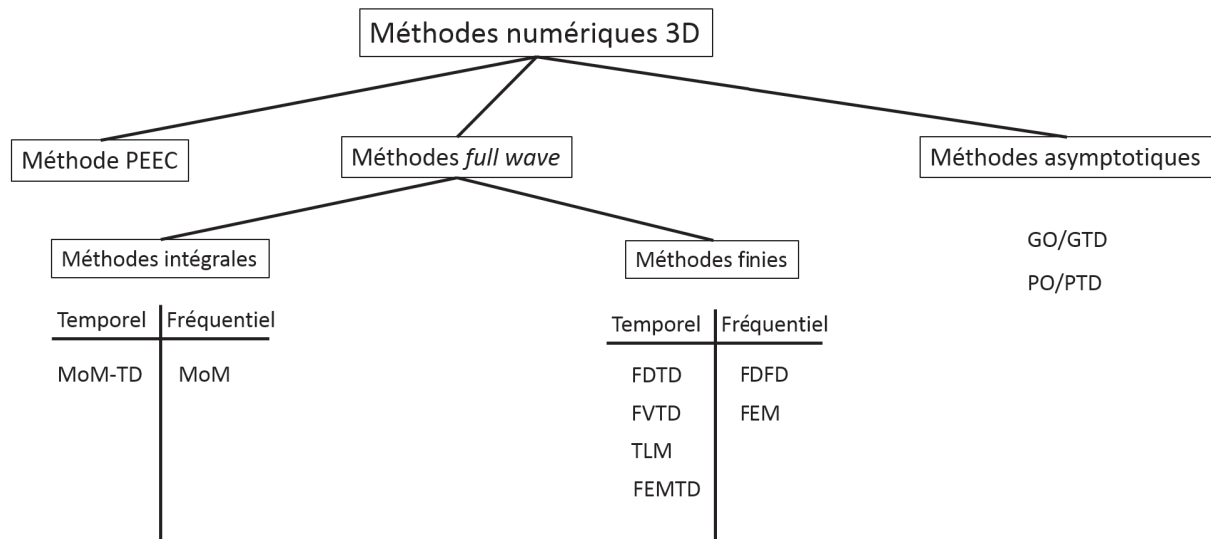 Méthodes numériques 3D
Méthode PEEC
Méthodes full wave
Méthodes asymptotiques
Méthodes intégrales
Méthodes finies
GO/GTD
PO/PTD
Temporel Fréquentiel
MoM-TD MoM
Temporel Fréquentiel
FDTD FDFD
FVTD FEM
TLM
FEMTD